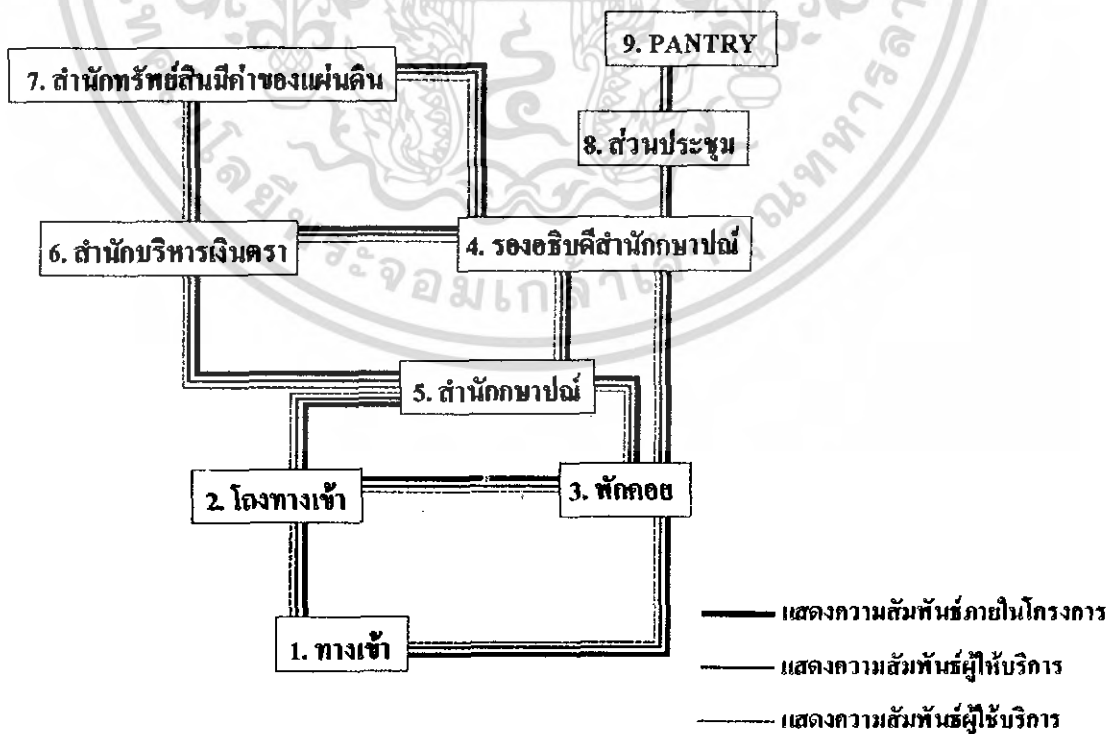 9. PANTRY
7. สำนักทรัพย์สินมีค่าของแผ่นดิน
8. ส่วนประชุม
6. สำนักบริหารเงินตรา
4. รองอธิบดีสำนักกษาปณ์
5. สำนักกษาปณ์
2. โถงทางเข้า
3. พักคอย
1. ทางเข้า
แสดงความสัมพันธ์ภายในโครงการ
แสดงความสัมพันธ์ผู้ให้บริการ
แสดงความสัมพันธ์ผู้ใช้บริการ